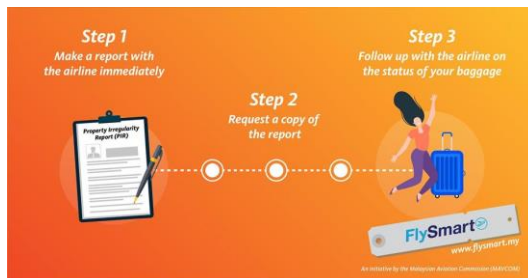 Step 1
Make a report with
the airline immediately
Property Irregularity
Report (PIR)
Step 2
Request a copy of
the report
Step 3
Follow up with the airline on
the status of your baggage
FlySmart
www.flysmart.my
An initiative by the Malaysian Aviation Commission (MAVCOM)